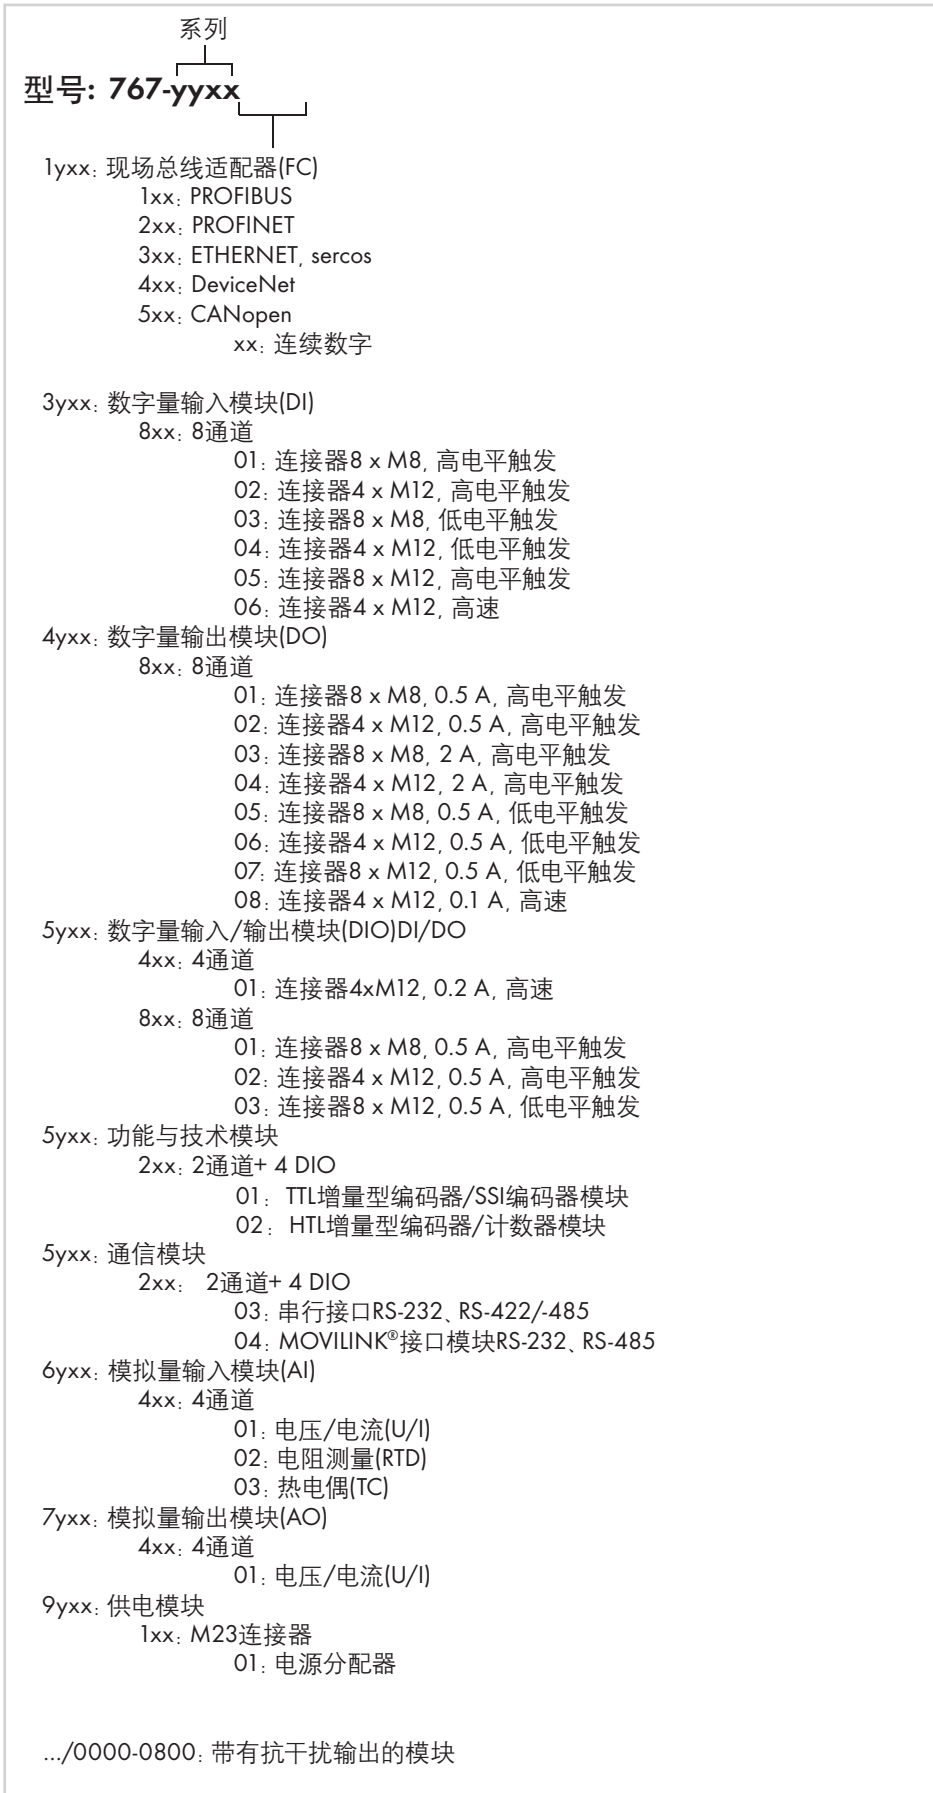 系列
型号: 767-yyxx
1yxx: 现场总线适配器(FC)
1xx: PROFIBUS
2xx: PROFINET
3xx: ETHERNET, sercos
4xx: DeviceNet
5xx: CANopen
xx: 连续数字
3yxx: 数字量输入模块(DI)
8xx: 8通道
01: 连接器8 x M8, 高电平触发
02: 连接器4 x M12, 高电平触发
03: 连接器8 x M8, 低电平触发
04: 连接器4 x M12, 低电平触发
05: 连接器8 x M12, 高电平触发
06: 连接器4 x M12, 高速
4yxx: 数字量输出模块(DO)
8xx: 8通道
01: 连接器8 x M8, 0.5 A, 高电平触发
02: 连接器4 x M12, 0.5 A, 高电平触发
03: 连接器8 x M8, 2 A, 高电平触发
04: 连接器4 x M12, 2 A, 高电平触发
05: 连接器8 x M8, 0.5 A, 低电平触发
06: 连接器4 x M12, 0.5 A, 低电平触发
07: 连接器8 x M12, 0.5 A, 低电平触发
08: 连接器4 x M12, 0.1 A, 高速
5yxx: 数字量输入/输出模块(DIO)DI/DO
4xx: 4通道
01: 连接器4xM12, 0.2 A, 高速
8xx: 8通道
01: 连接器8 x M8, 0.5 A, 高电平触发
02: 连接器4 x M12, 0.5 A, 高电平触发
03: 连接器8 x M12, 0.5 A, 低电平触发
5yxx: 功能与技术模块
2xx: 2通道+ 4 DIO
01: TTL增量型编码器/SSI编码器模块
02: HTL增量型编码器/计数器模块
5yxx: 通信模块
2xx: 2通道+ 4 DIO
03: 串行接口RS-232、RS-422/-485
04: MOVILINK®接口模块RS-232、RS-485
6yxx: 模拟量输入模块(AI)
4xx: 4通道
01: 电压/电流(U/I)
02: 电阻测量(RTD)
03: 热电偶(TC)
7yxx: 模拟量输出模块(AO)
4xx: 4通道
01: 电压/电流(U/I)
9yxx: 供电模块
1xx: M23连接器
01: 电源分配器
.../0000-0800: 带有抗干扰输出的模块